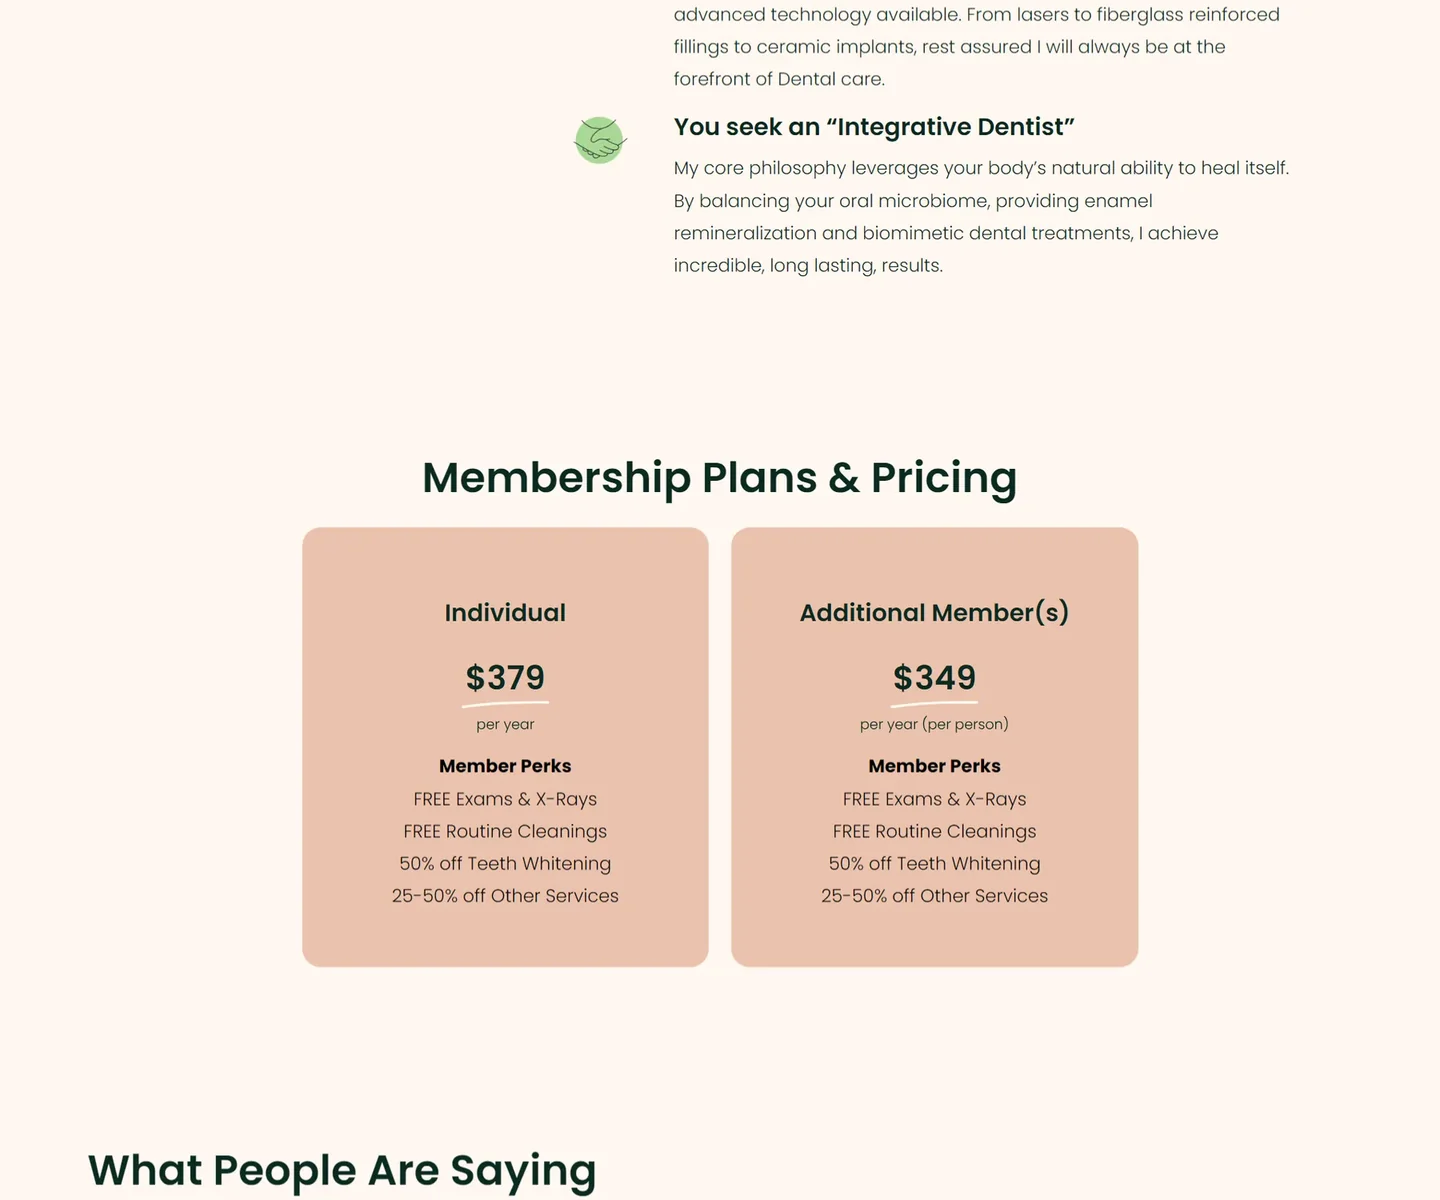 advanced technology available. From lasers to fiberglass reinforced
fillings to ceramic implants, rest assured I will always be at the
forefront of Dental care.
You seek an “Integrative Dentist”
My core philosophy leverages your body’s natural ability to heal itself.
By balancing your oral microbiome, providing enamel
remineralization and biomimetic dental treatments, I achieve
incredible, long lasting, results.
Membership Plans & Pricing
Individual
$379
per year
Member Perks
FREE Exams & X-Rays
FREE Routine Cleanings
50% off Teeth Whitening
25-50% off Other Services
Additional Member(s)
$349
per year (per person)
Member Perks
FREE Exams & X-Rays
FREE Routine Cleanings
50% off Teeth Whitening
25-50% off Other Services
What People Are Saying